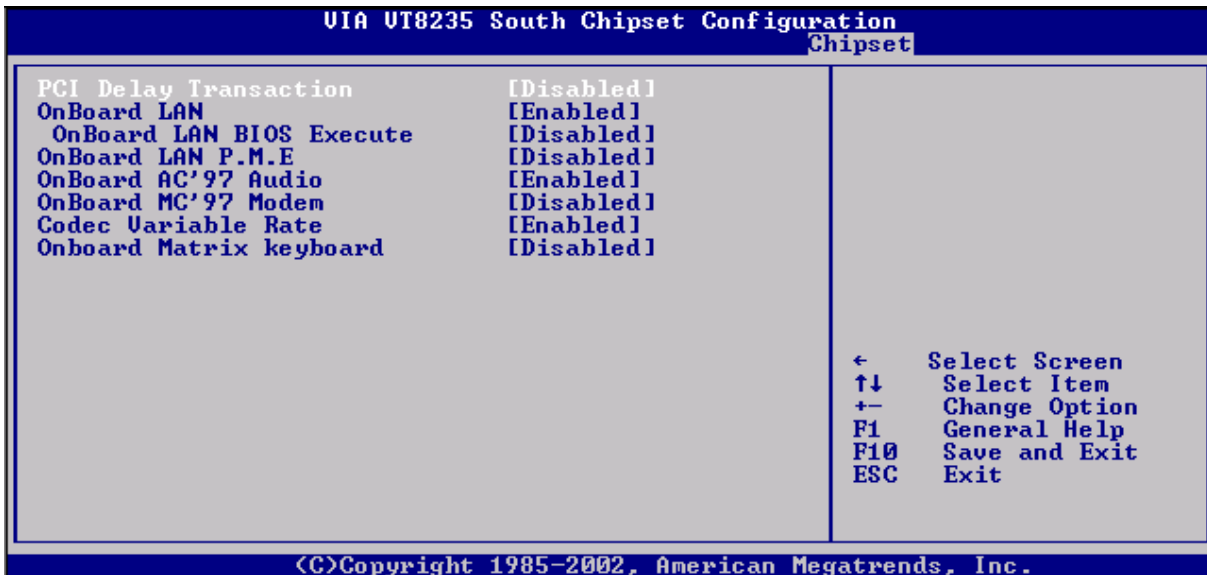 VIA VT8235 South Chipset Configuration
Chipset
PCI Delay Transaction [Disabled]
OnBoard LAN [Enabled]
OnBoard LAN BIOS Execute [Disabled]
OnBoard LAN P.M.E [Disabled]
OnBoard AC'97 Audio [Enabled]
OnBoard MC'97 Modem [Disabled]
Codec Variable Rate [Enabled]
Onboard Matrix keyboard [Disabled]
← Select Screen
↑↓ Select Item
+- Change Option
F1 General Help
F10 Save and Exit
ESC Exit
(C)Copyright 1985-2002, American Megatrends, Inc.